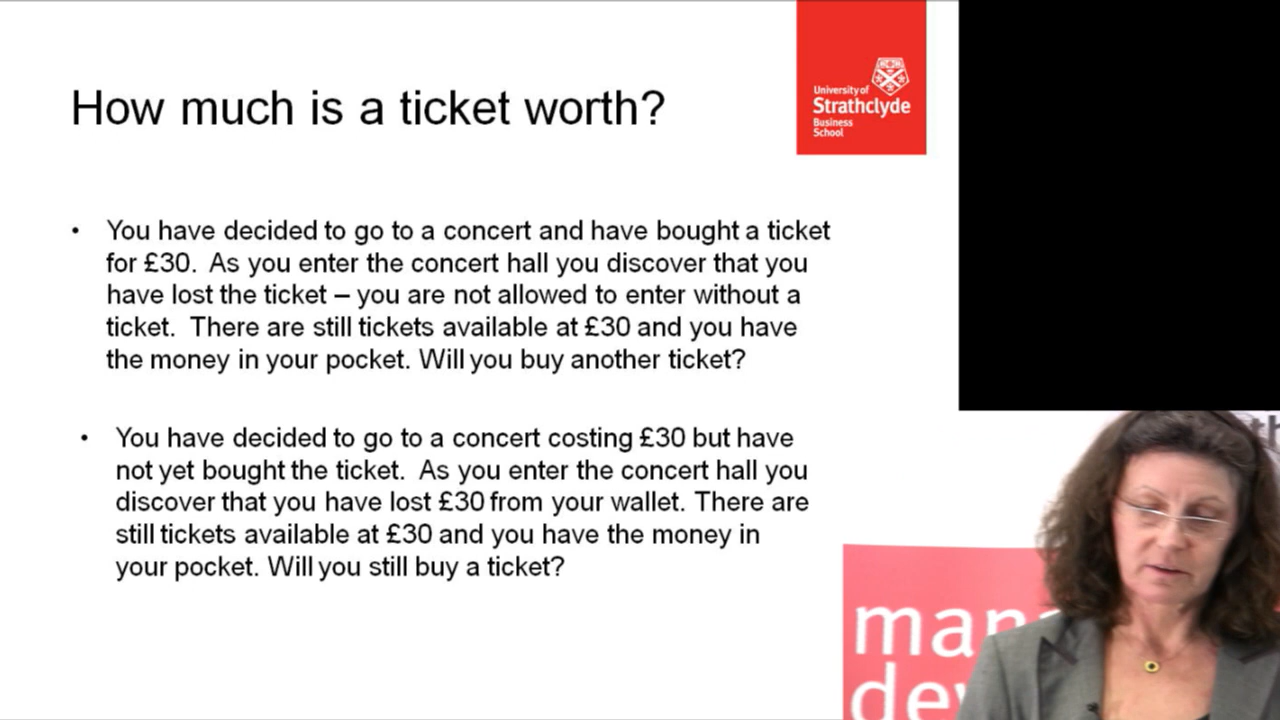 How much is a ticket worth?
University of
Strathclyde
Business
School
• You have decided to go to a concert and have bought a ticket
for £30. As you enter the concert hall you discover that you
have lost the ticket – you are not allowed to enter without a
ticket. There are still tickets available at £30 and you have
the money in your pocket. Will you buy another ticket?
• You have decided to go to a concert costing £30 but have
not yet bought the ticket. As you enter the concert hall you
discover that you have lost £30 from your wallet. There are
still tickets available at £30 and you have the money in
your pocket. Will you still buy a ticket?